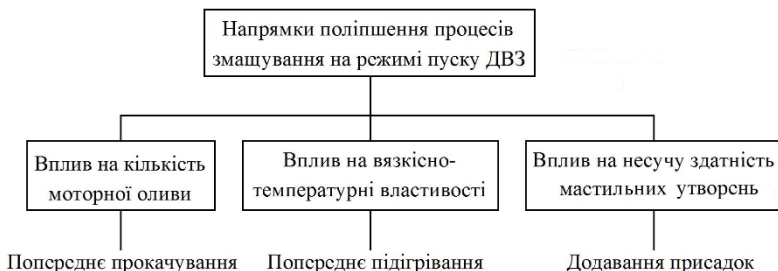 Напрямки поліпшення процесів
змащування на режимі пуску ДВЗ
Вплив на кількість
моторної оливи
Вплив на вязкісно-
температурні властивості
Вплив на несучу здатність
мастильних утворень
Попереднє прокачування
Попереднє підігрівання
Додавання присадок